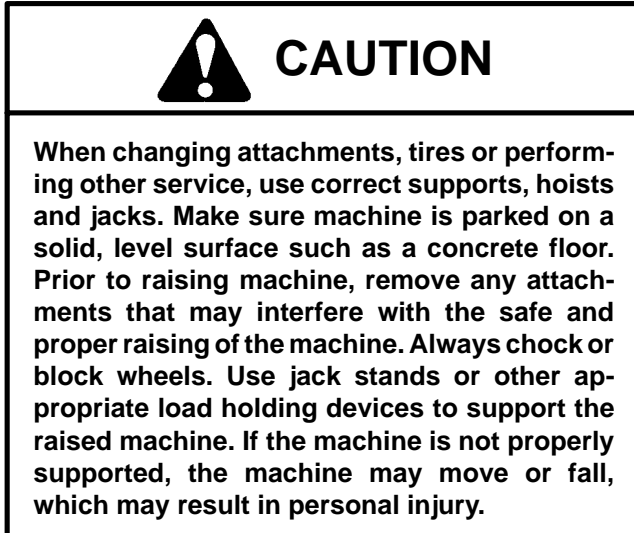 CAUTION
When changing attachments, tires or perform-
ing other service, use correct supports, hoists
and jacks. Make sure machine is parked on a
solid, level surface such as a concrete floor.
Prior to raising machine, remove any attach-
ments that may interfere with the safe and
proper raising of the machine. Always chock or
block wheels. Use jack stands or other ap-
propriate load holding devices to support the
raised machine. If the machine is not properly
supported, the machine may move or fall,
which may result in personal injury.